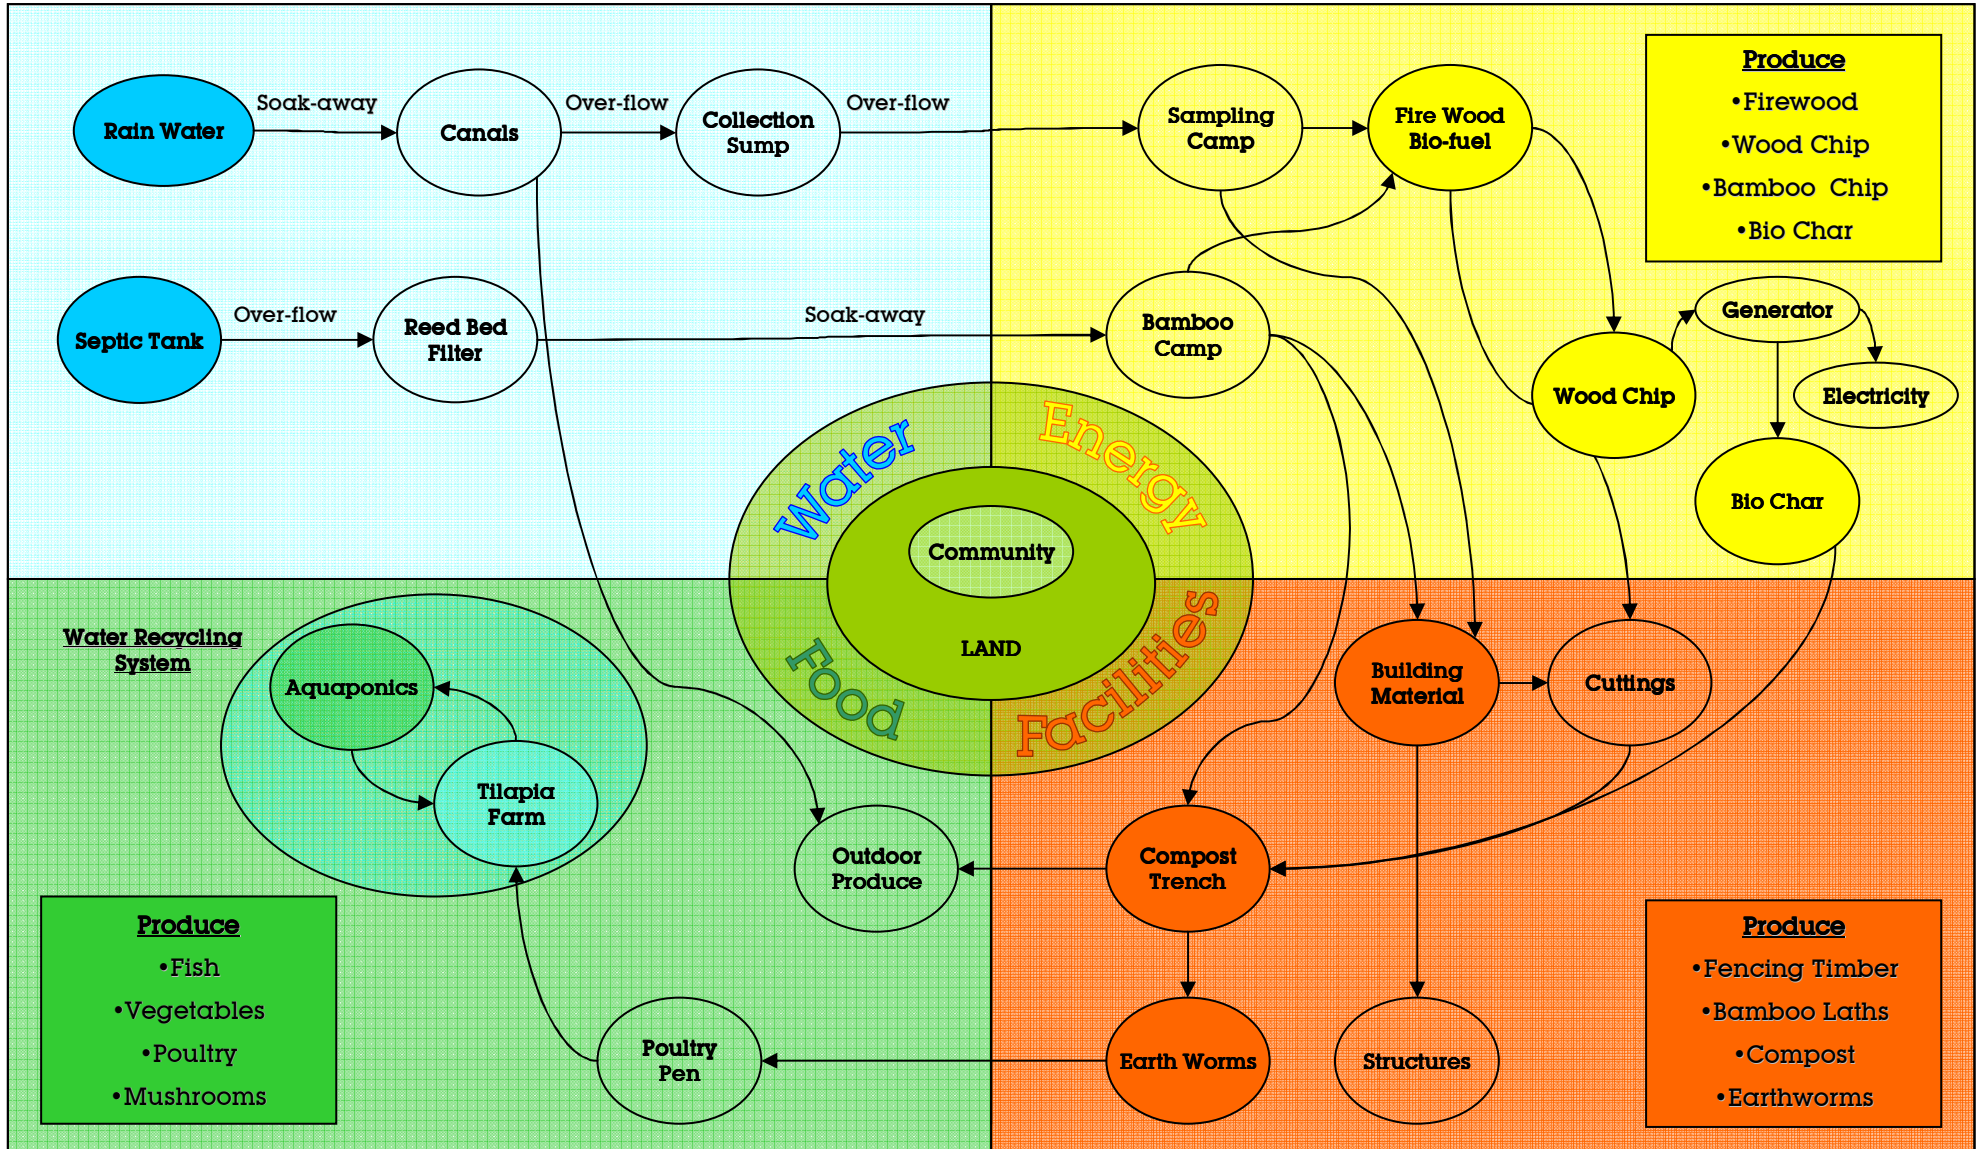 Soak-away
Over-flow
Over-flow
Rain Water
Canals
Collection
Sump
Over-flow
Soak-away
Septic Tank
Reed Bed
Filter
Sampling
Camp
Fire Wood
Bio-fuel
Produce
•Firewood
•Wood Chip
•Bamboo  Chip
•Bio Char
Bamboo
Camp
Generator
Wood Chip
Electricity
Bio Char
Water
Energy
Community
LAND
Food
Facilities
Water Recycling
System
Aquaponics
Tilapia
Farm
Outdoor
Produce
Poultry
Pen
Produce
•Fish
•Vegetables
•Poultry
•Mushrooms
Building
Material
Cuttings
Compost
Trench
Earth Worms
Structures
Produce
•Fencing Timber
•Bamboo Laths
•Compost
•Earthworms